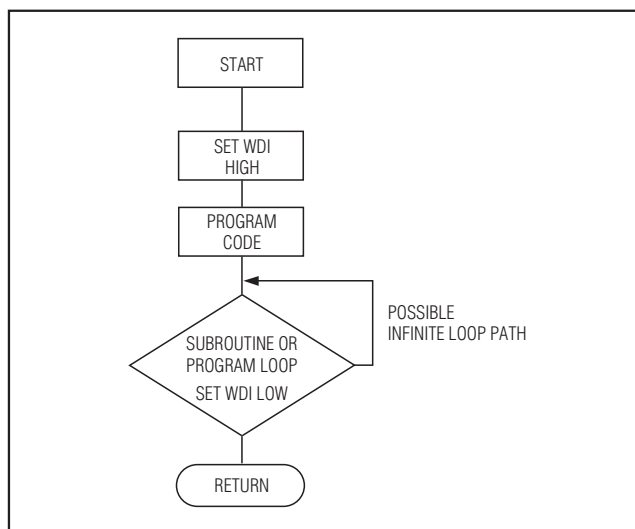 START
SET WDI
HIGH
PROGRAM
CODE
POSSIBLE
INFINITE LOOP PATH
SUBROUTINE OR
PROGRAM LOOP
SET WDI LOW
RETURN